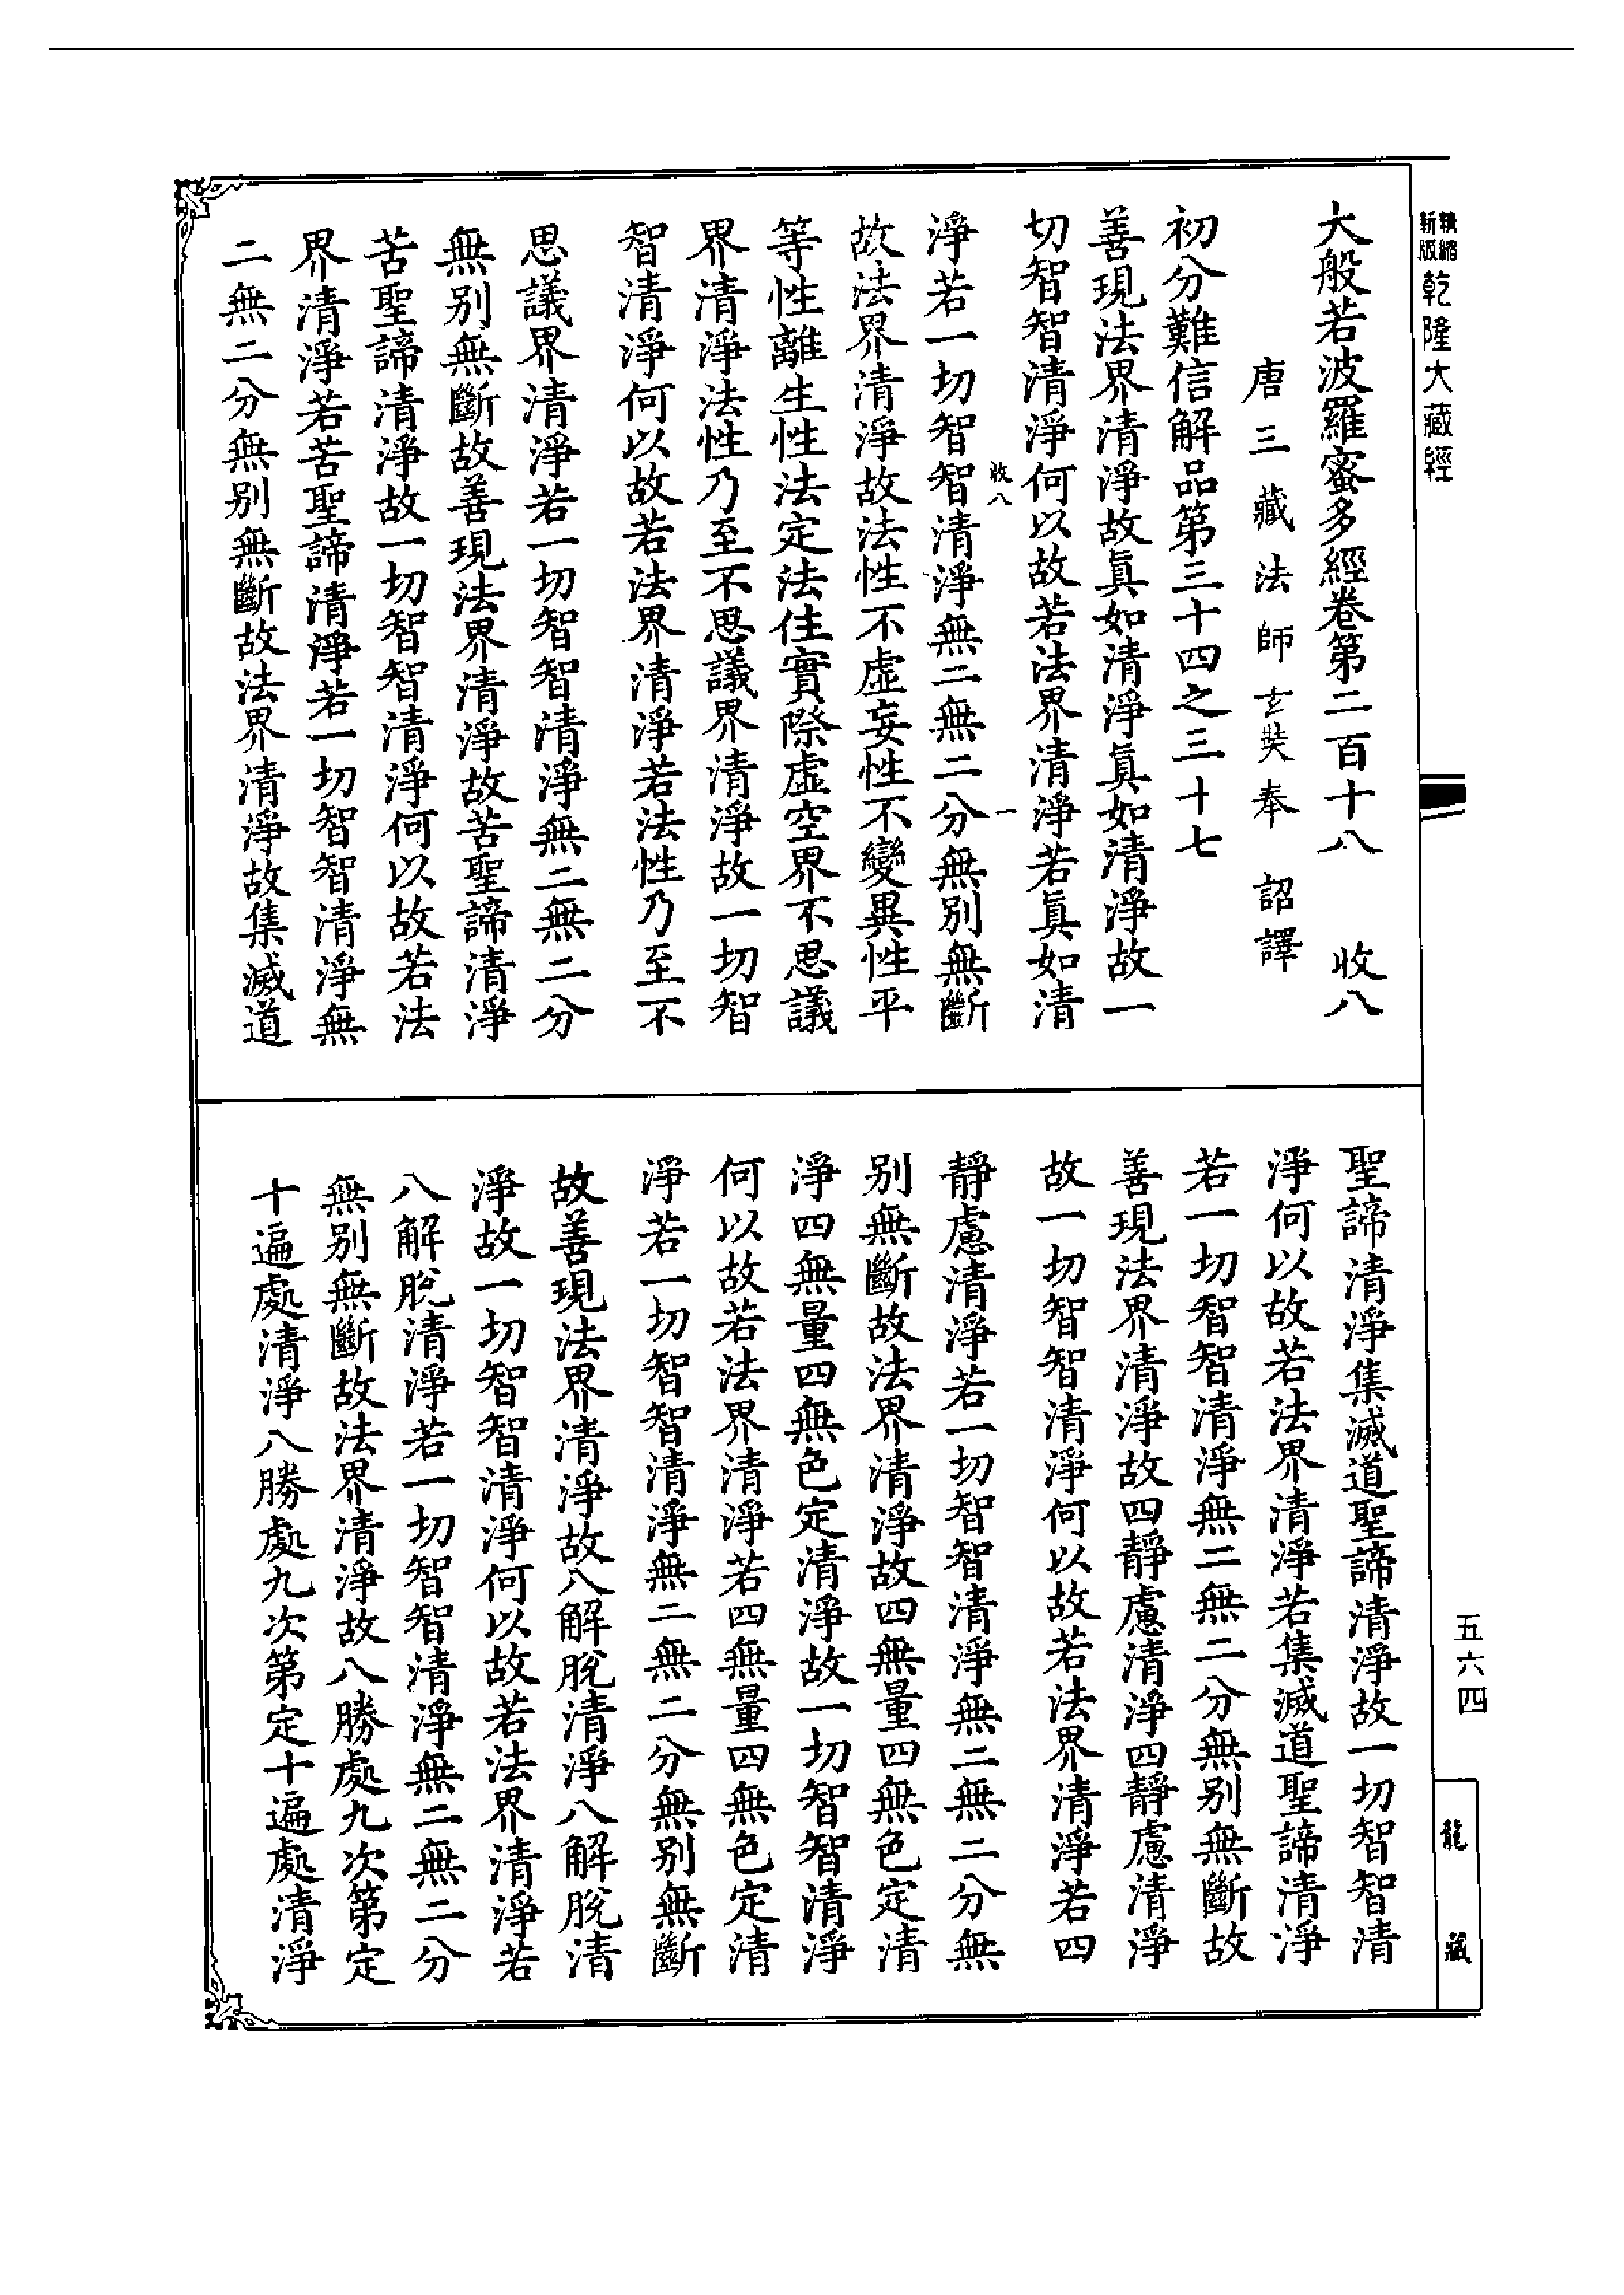 精縮新版乾隆大藏經
大般若波羅蜜多經卷第二百十八 收八
唐三藏法師玄奘奉 詔譯
初分難信解品第三十四之三十七
善現法界清淨故眞如清淨眞如清淨故一
切智智清淨何以故若法界清淨若眞如清
收八 一
淨若一切智智清淨無二無二分無別無斷
故法界清淨故法性不虛妄性不變異性平
等性離生性法定法住實際虛空界不思議
界清淨法性乃至不思議界清淨故一切智
智清淨何以故若法界清淨若法性乃至不
思議界清淨若一切智智清淨無二無二分
無別無斷故善現法界清淨故苦聖諦清淨
苦聖諦清淨故一切智智清淨何以故若法
界清淨若苦聖諦清淨若一切智智清淨無
二無二分無別無斷故法界清淨故集滅道
聖諦清淨集滅道聖諦清淨故一切智智清
淨何以故若法界清淨若集滅道聖諦清淨
若一切智智清淨無二無二分無別無斷故
善現法界清淨故四靜慮清淨四靜慮清淨
故一切智智清淨何以故若法界清淨若四
靜慮清淨若一切智智清淨無二無二分無
別無斷故法界清淨故四無量四無色定清
淨四無量四無色定清淨故一切智智清淨
何以故若法界清淨若四無量四無色定清
淨若一切智智清淨無二無二分無別無斷
故善現法界清淨故八解脫清淨八解脫清
淨故一切智智清淨何以故若法界清淨若
八解脫清淨若一切智智清淨無二無二分
無別無斷故法界清淨故八勝處九次第定
十遍處清淨八勝處九次第定十遍處清淨
五六四
龍藏